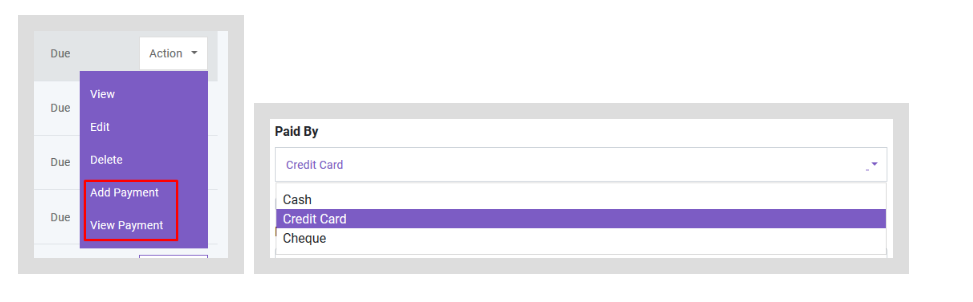 Due Action
View
Due
Edit
Due Delete
Add Payment
Due
View Payment
Paid By
Credit Card
Cash
Credit Card
Cheque